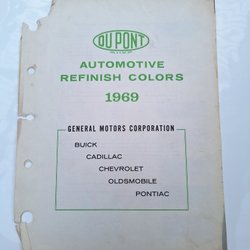 DU PONT
AUTOMOTIVE
REFINISH COLORS
1969
GENERAL MOTORS CORPORATION
BUICK
CADILLAC
CHEVROLET
OLDSMOBILE
PONTIAC